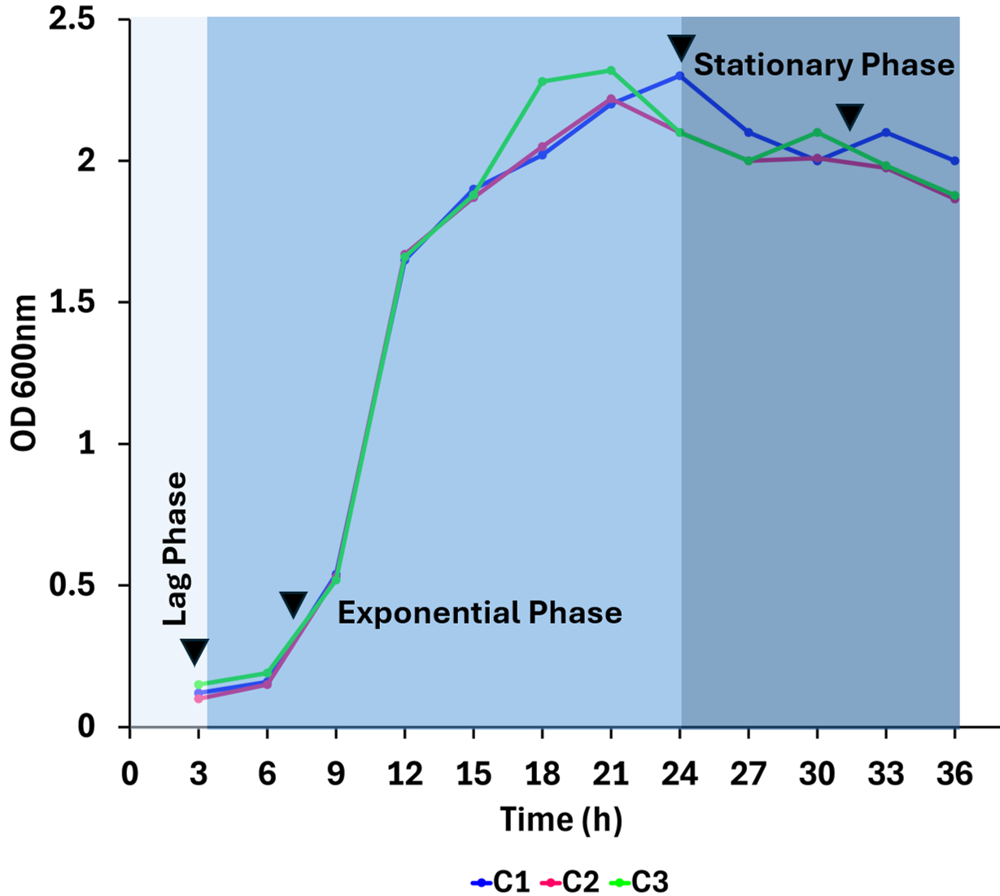 2.5
2
1.5
1
0.5
0
OD 600nm
Lag Phase
Exponential Phase
Stationary Phase
0 3 6 9 12 15 18 21 24 27 30 33 36
Time (h)
C1 C2 C3